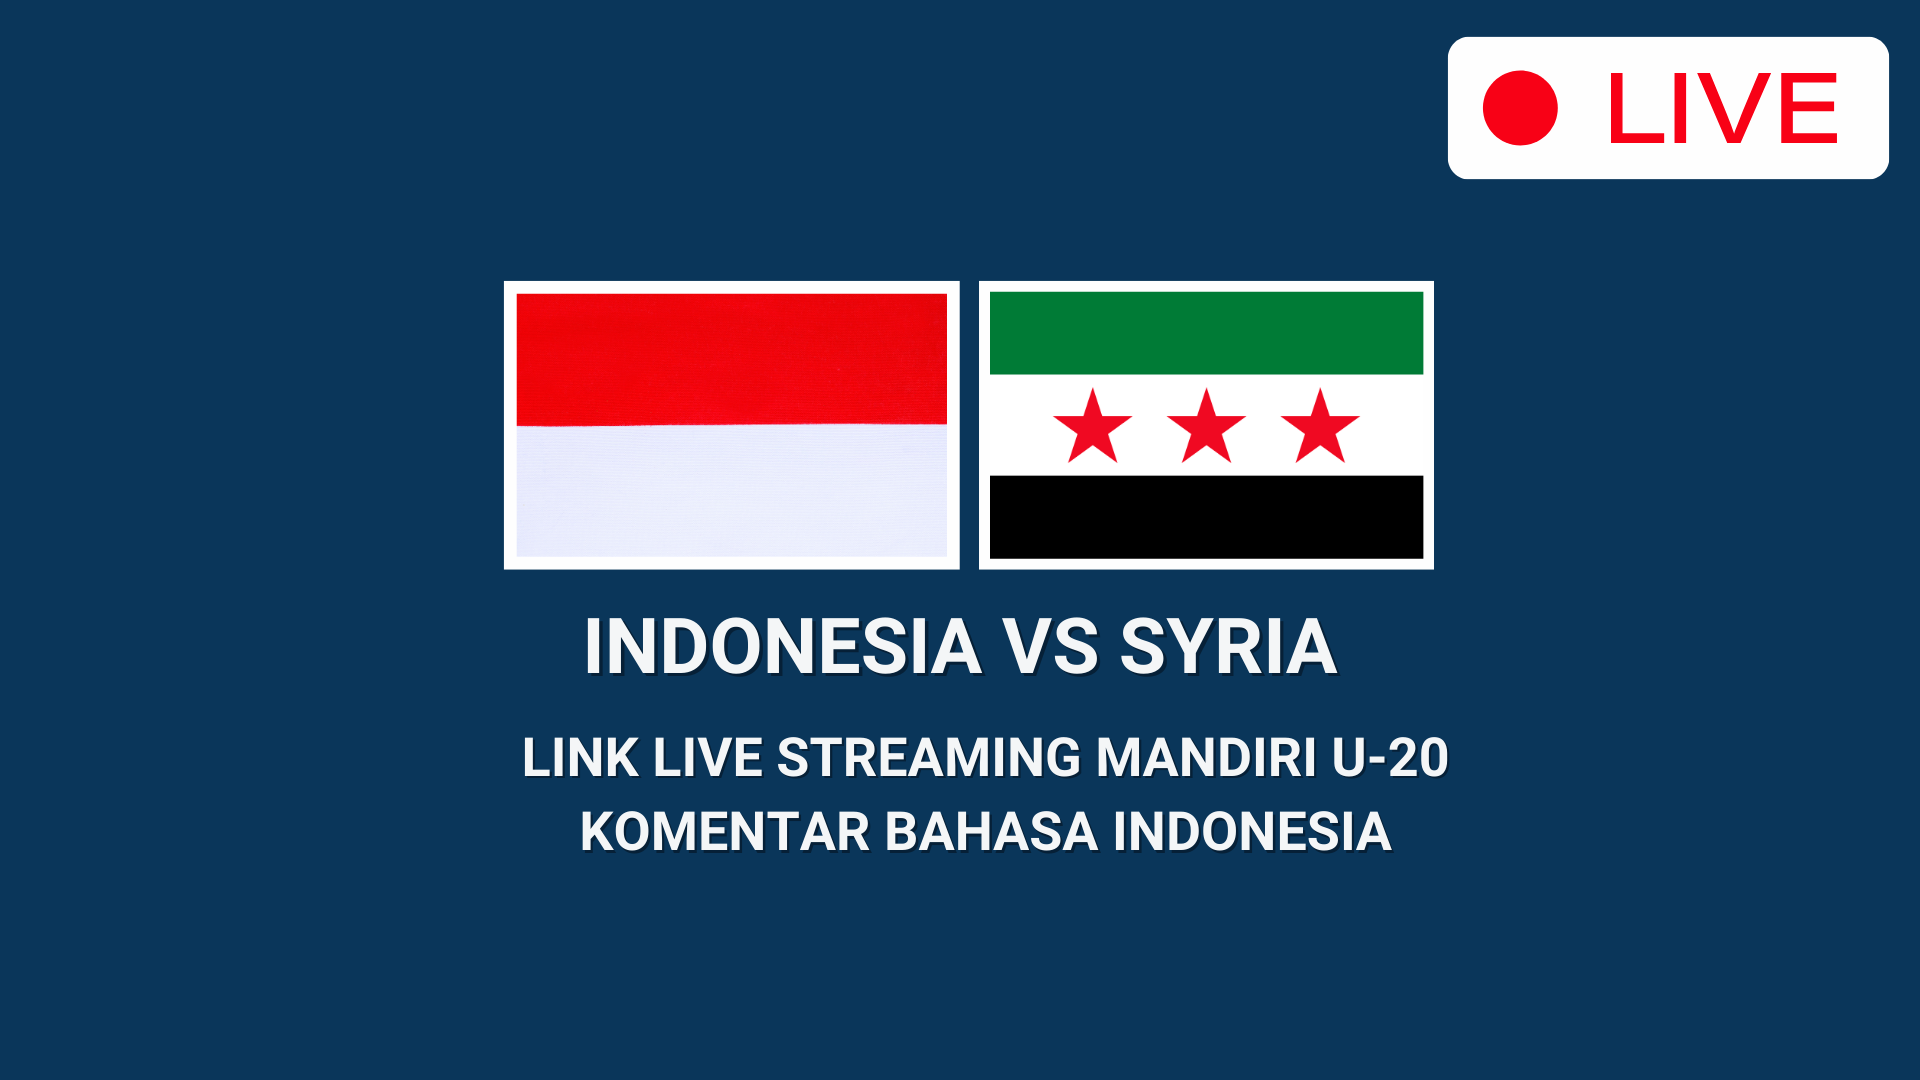 LIVE
INDONESIA VS SYRIA
LINK LIVE STREAMING MANDIRI U-20
KOMENTAR BAHASA INDONESIA